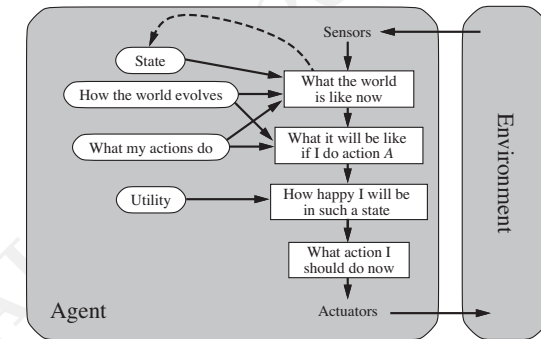 Sensors
State
What the world
is like now
How the world evolves
What my actions do
What it will be like
if I do action A
Utility
How happy I will be
in such a state
What action I
should do now
Agent
Actuators
Environment